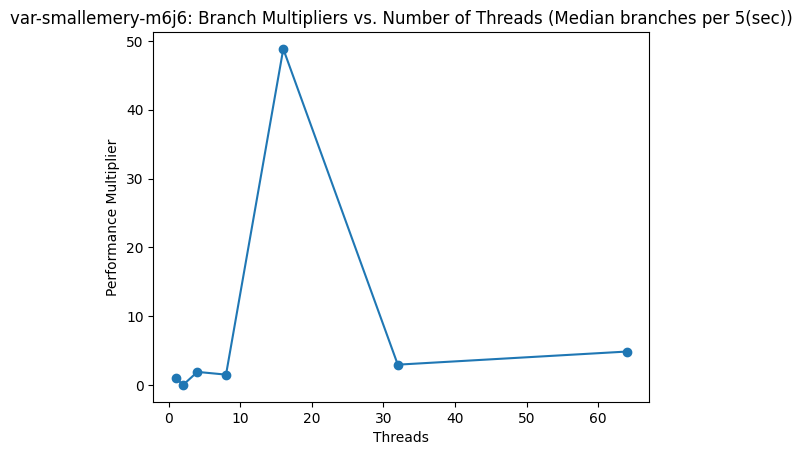 var-smallemery-m6j6: Branch Multipliers vs. Number of Threads (Median branches per 5(sec))
50
40
30
20
10
0
Performance Multiplier
0 10 20 30 40 50 60
Threads